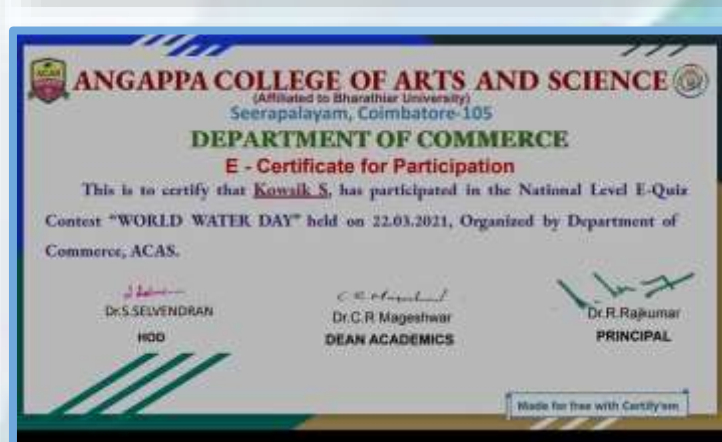 ACAS
ANGAPPA COLLEGE OF ARTS AND SCIENCE
(Affiliated to Bharathiar University)
Seerapalayam, Coimbatore-105
DEPARTMENT OF COMMERCE
E - Certificate for Participation
This is to certify that Kowsik S, has participated in the National Level E-Quiz
Contest "WORLD WATER DAY" held on 22.03.2021, Organized by Department of
Commerce, ACAS.
Dr.S.SELVENDRAN
HOD
Dr.C.R Mageshwar
DEAN ACADEMICS
Dr.R.Rajkumar
PRINCIPAL
Made for free with Certify'em